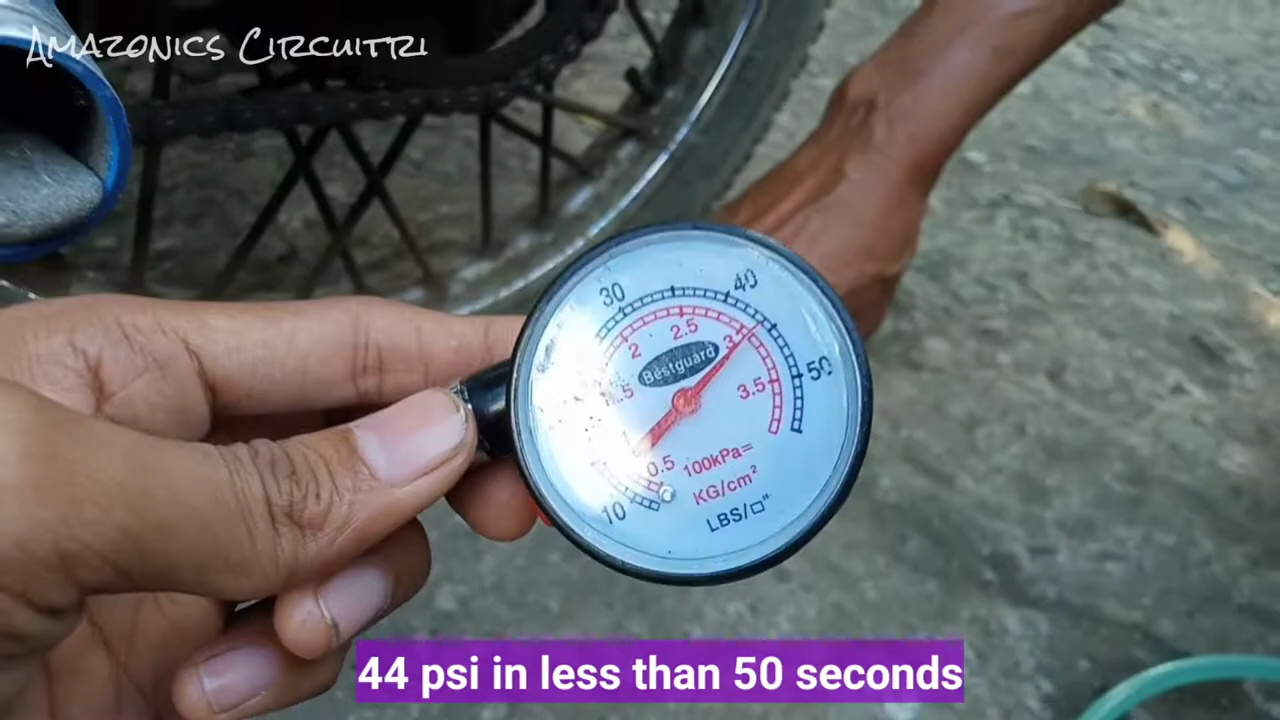 Amazonics Circuitri
30
40
2
2.5
3
Bestguard
50
3.5
.5
0.5
100kPa=
KG/cm²
10
LBS/□"
44 psi in less than 50 seconds